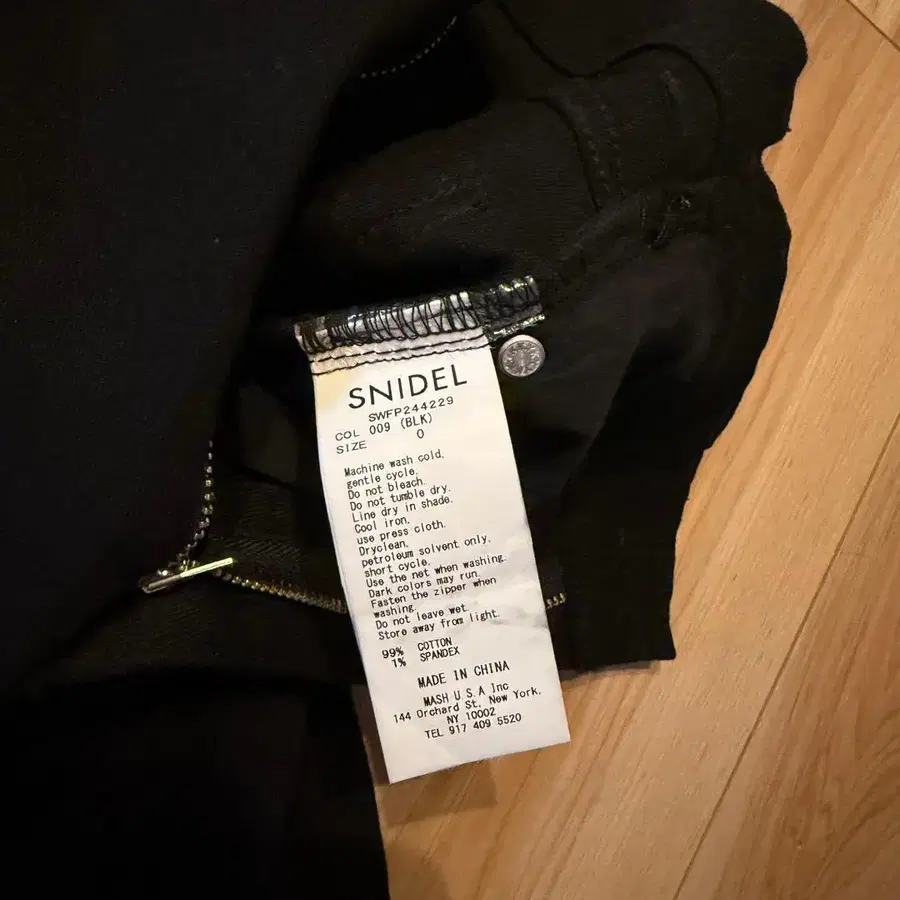 SNIDEL
SWFP244229
COL 009 (BLK)
SIZE 0
Machine wash cold,
gentle cycle.
Do not bleach.
Do not tumble dry.
Line dry in shade.
Cool iron,
use press cloth.
Dryclean,
petroleum solvent only,
short cycle.
Use the net when washing.
Dark colors may run.
Fasten the zipper when
washing.
Do not leave wet.
Store away from light.
99% COTTON
1% SPANDEX
MADE IN CHINA
MASH U.S.A Inc
144 Orchard St, New York,
NY 10002
TEL 917 409 5520